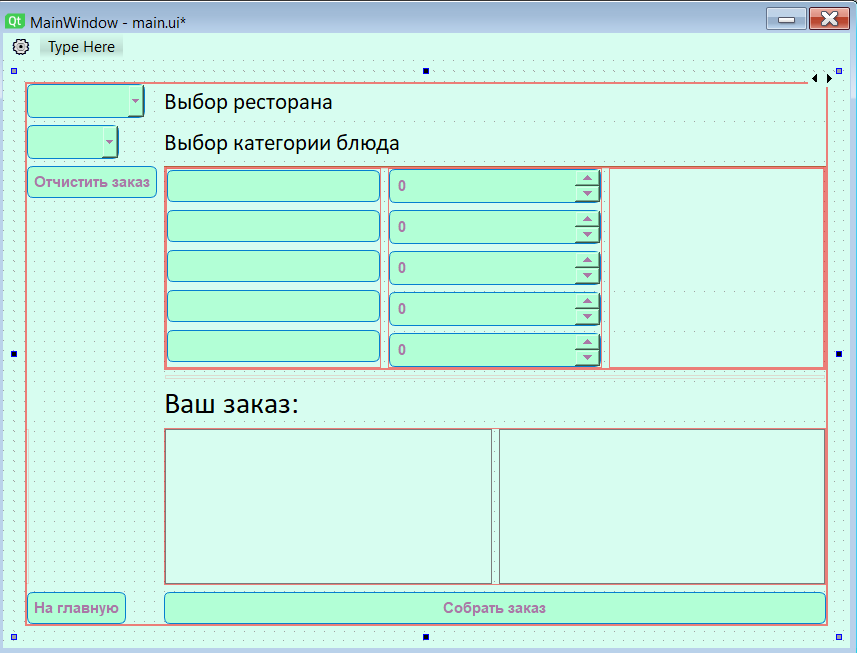 Qt MainWindow - main.ui*
Type Here
Выбор ресторана
Выбор категории блюда
Отчистить заказ
0
0
0
0
0
Ваш заказ:
На главную
Собрать заказ